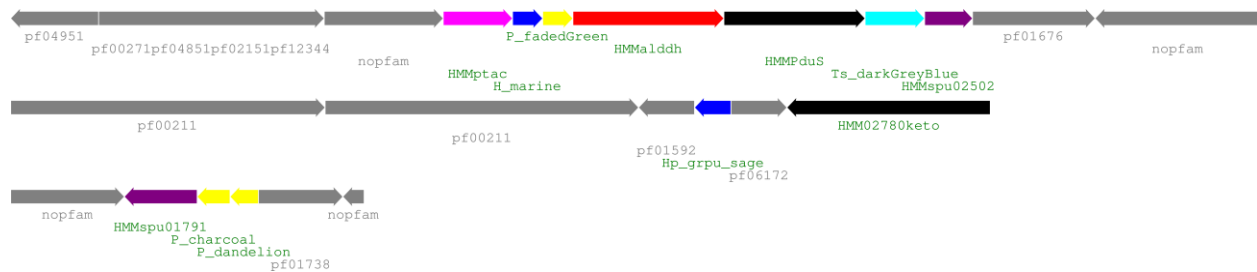 pf04951
pf00271pf04851pf02151pf12344
nopfam
HMMptac
H_marine
P_fadedGreen
HMMalddh
HMMPduS
Ts_darkGreyBlue
HMMspu02502
pf01676
nopfam
pf00211
pf00211
pf01592
Hp_grpu_sage
pf06172
HMM02780keto
nopfam
HMMspu01791
P_charcoal
P_dandelion
pf01738
nopfam